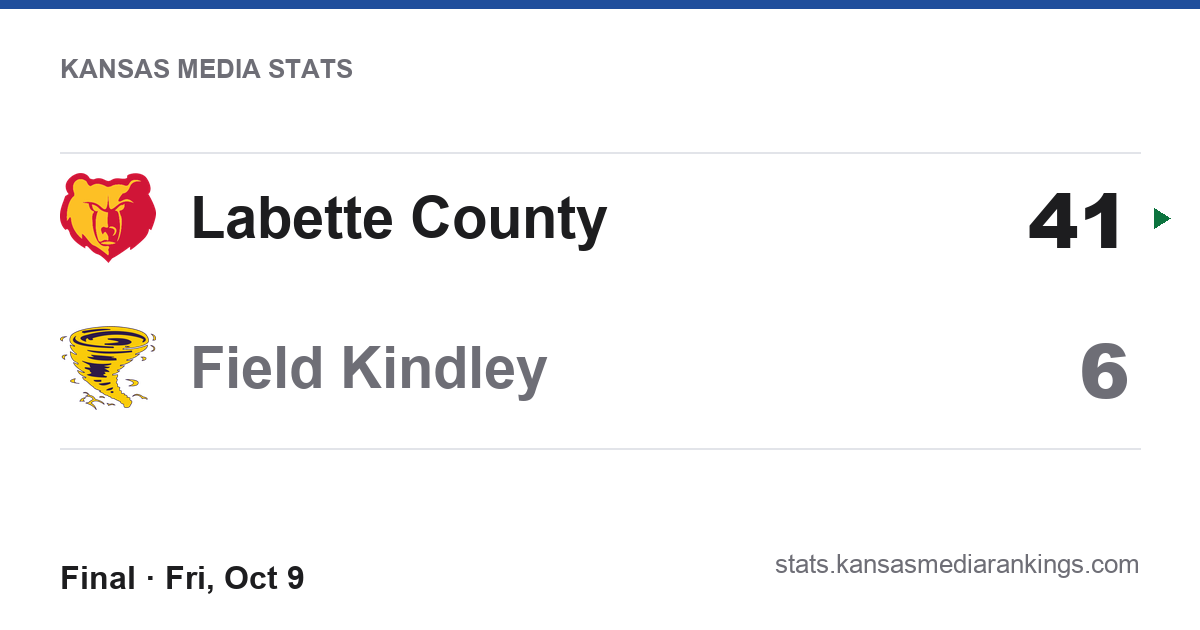 KANSAS MEDIA STATS
Labette County 41
Field Kindley 6
Final · Fri, Oct 9
stats.kansasmediarankings.com